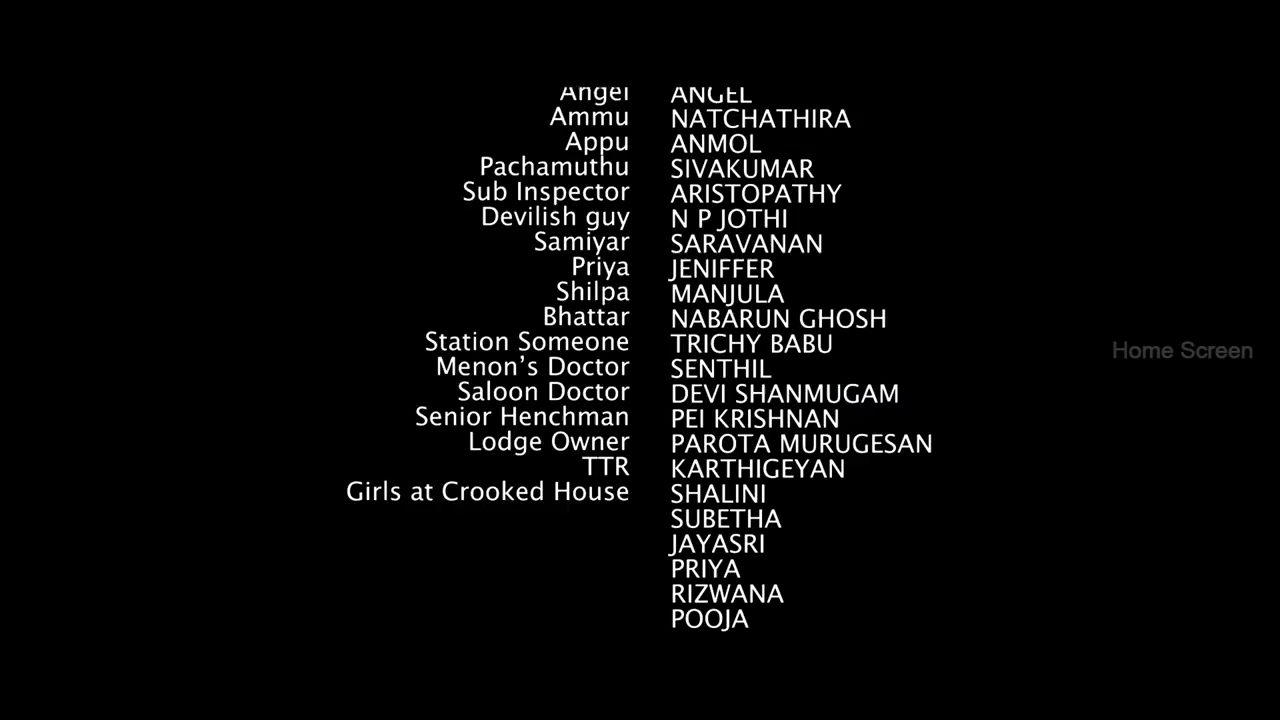 Angel ANGEL
Ammu NATCHATHIRA
Appu ANMOL
Pachamuthu SIVAKUMAR
Sub Inspector ARISTOPATHY
Devilish guy N P JOTHI
Samiyar SARAVANAN
Priya JENIFFER
Shilpa MANJULA
Bhattar NABARUN GHOSH
Station Someone TRICHY BABU
Menon’s Doctor SENTHIL
Saloon Doctor DEVI SHANMUGAM
Senior Henchman PEI KRISHNAN
Lodge Owner PAROTA MURUGESAN
TTR KARTHIGEYAN
Girls at Crooked House SHALINI
SUBETHA
JAYASRI
PRIYA
RIZWANA
POOJA
Home Screen